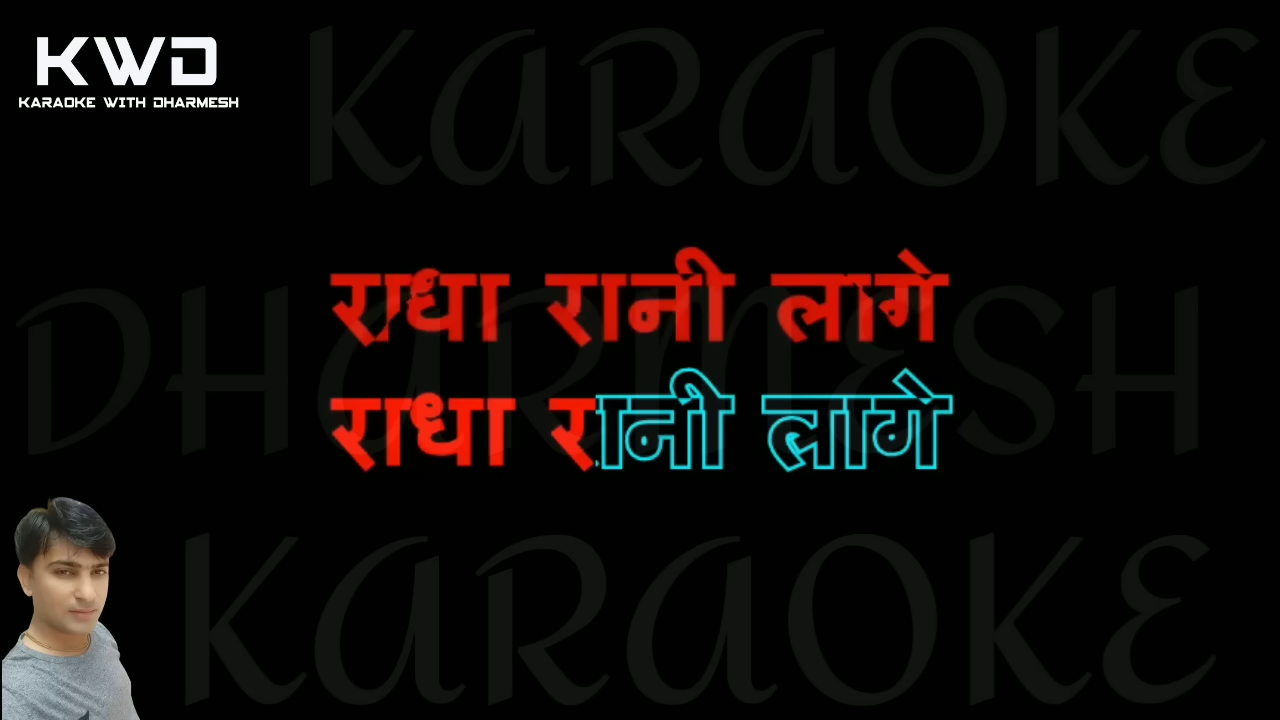 KWD
KARAOKE WITH DHARMESH
KARAOKE
राधा रानी लागे
DHARMESH
राधा रानी लागे
KARAOKE